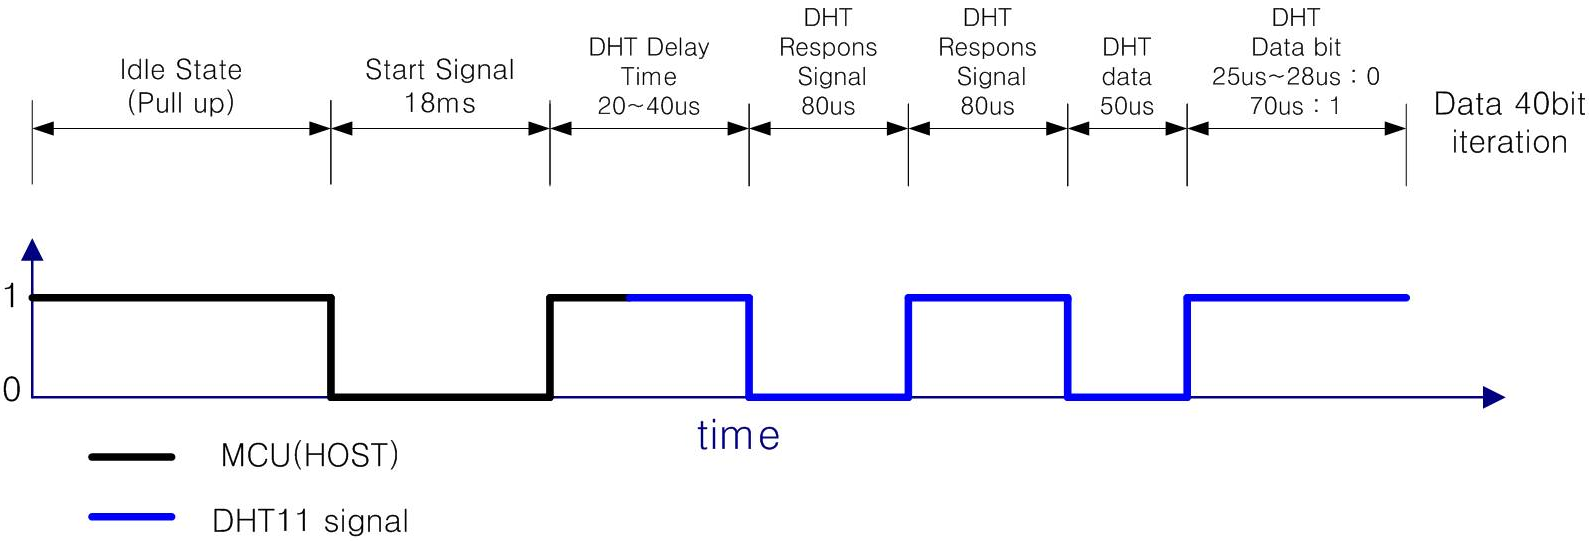 Idle State
(Pull up)
Start Signal
18ms
DHT Delay
Time
20~40us
DHT
Respons
Signal
80us
DHT
Respons
Signal
80us
DHT
data
50us
DHT
Data bit
25us~28us : 0
70us : 1
Data 40bit
iteration
1
0
time
MCU(HOST)
DHT11 signal